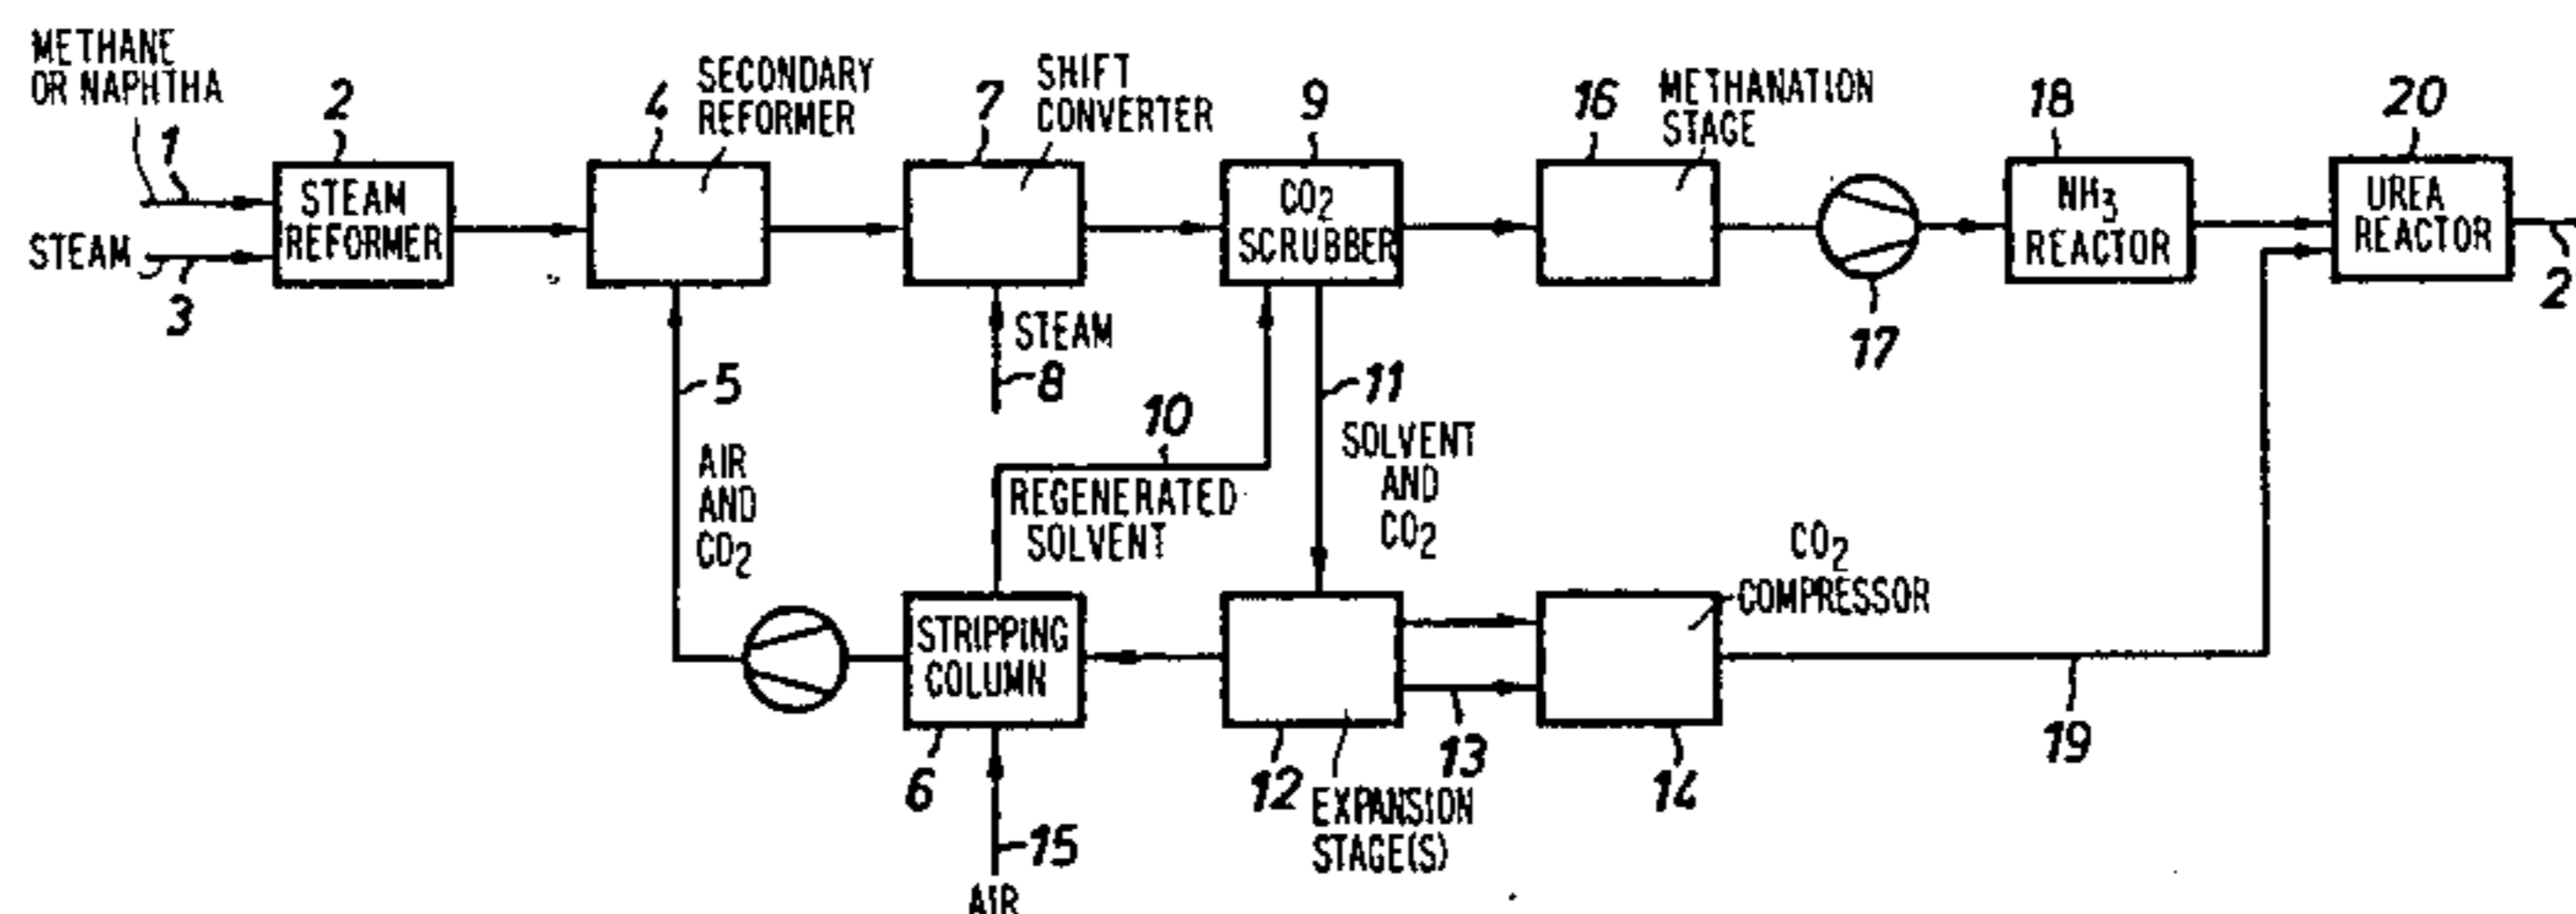 METHANE
OR NAPHTHA
1
2
STEAM
REFORMER
STEAM
3
4
SECONDARY
REFORMER
7
SHIFT
CONVERTER
9
CO2
SCRUBBER
16
METHANATION
STAGE
17
18
NH3
REACTOR
20
UREA
REACTOR
2
5
AIR
AND
CO2
STEAM
8
10
REGENERATED
SOLVENT
11
SOLVENT
AND
CO2
STRIPPING
COLUMN
6
15
AIR
12
EXPANSION
STAGE(S)
13
14
CO2
COMPRESSOR
19